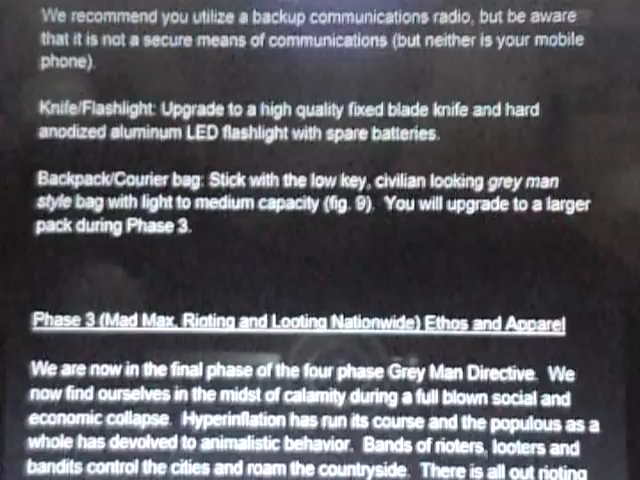 We recommend you utilize a backup communications radio, but be aware
that it is not a secure means of communications (but neither is your mobile
phone).
Knife/Flashlight: Upgrade to a high quality fixed blade knife and hard
anodized aluminum LED flashlight with spare batteries.
Backpack/Courier bag: Stick with the low key, civilian looking grey man
style bag with light to medium capacity (fig. 9). You will upgrade to a larger
pack during Phase 3.
Phase 3 (Mad Max, Rioting and Looting Nationwide) Ethos and Apparel
We are now in the final phase of the four phase Grey Man Directive. We
now find ourselves in the midst of calamity during a full blown social and
economic collapse. Hyperinflation has run its course and the populous as a
whole has devolved to animalistic behavior. Bands of rioters, looters and
bandits control the cities and roam the countryside. There is all out rioting